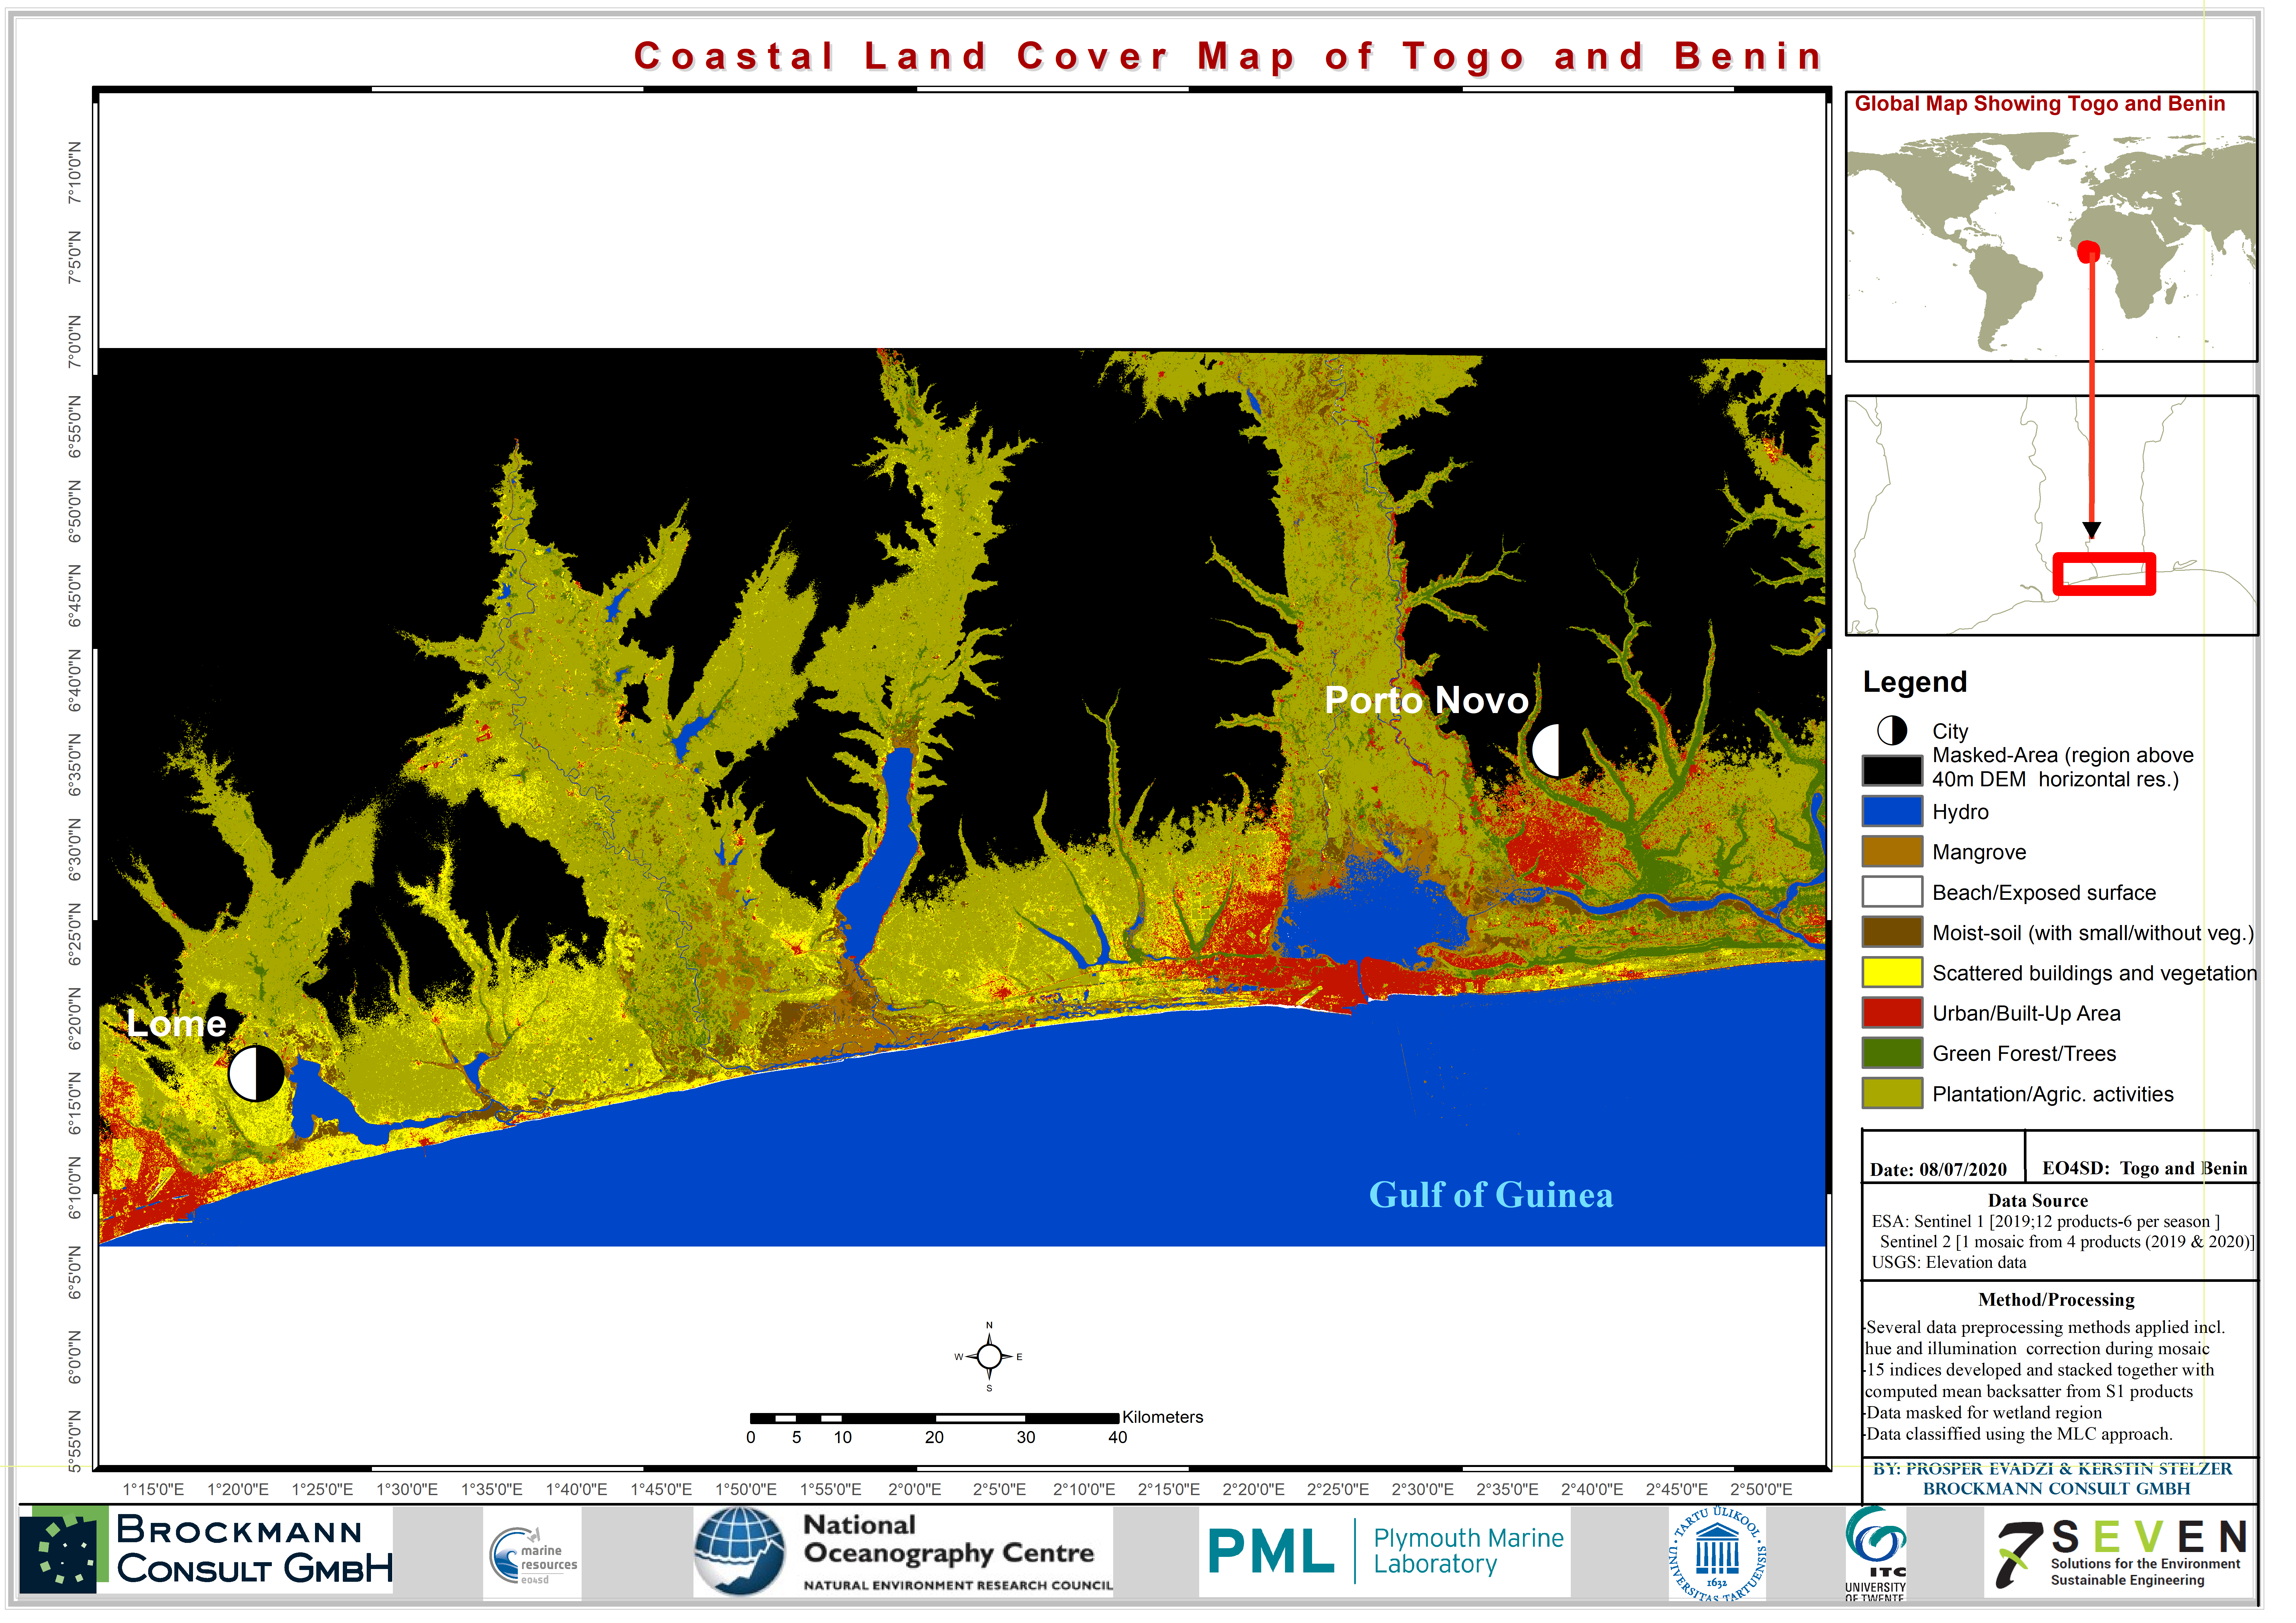 Coastal Land Cover Map of Togo and Benin
7°10'0"N
7°5'0"N
7°0'0"N
6°55'0"N
6°50'0"N
6°45'0"N
6°40'0"N
6°35'0"N
6°30'0"N
6°25'0"N
6°20'0"N
6°15'0"N
6°10'0"N
6°5'0"N
6°0'0"N
5°55'0"N
Porto Novo
Lome
Gulf of Guinea
N
W E
S
Kilometers
0 5 10 20 30 40
1°15'0"E 1°20'0"E 1°25'0"E 1°30'0"E 1°35'0"E 1°40'0"E 1°45'0"E 1°50'0"E 1°55'0"E 2°0'0"E 2°5'0"E 2°10'0"E 2°15'0"E 2°20'0"E 2°25'0"E 2°30'0"E 2°35'0"E 2°40'0"E 2°45'0"E 2°50'0"E
Global Map Showing Togo and Benin
Legend
City
Masked-Area (region above
40m DEM horizontal res.)
Hydro
Mangrove
Beach/Exposed surface
Moist-soil (with small/without veg.)
Scattered buildings and vegetation
Urban/Built-Up Area
Green Forest/Trees
Plantation/Agric. activities
Date: 08/07/2020 EO4SD: Togo and Benin
Data Source
ESA: Sentinel 1 [2019;12 products-6 per season ]
Sentinel 2 [1 mosaic from 4 products (2019 & 2020)]
USGS: Elevation data
Method/Processing
-Several data preprocessing methods applied incl.
hue and illumination correction during mosaic
-15 indices developed and stacked together with
computed mean backsatter from S1 products
-Data masked for wetland region
-Data classiffied using the MLC approach.
BY: PROSPER EVADZI & KERSTIN STELZER
BROCKMANN CONSULT GMBH
BROCKMANN
CONSULT GMBH
marine
resources
eo4sd
National
Oceanography Centre
NATURAL ENVIRONMENT RESEARCH COUNCIL
PML
Plymouth Marine
Laboratory
TARTU ÜLIKOOL
UNIVERSITAS TARTUENSIS
1632
ITC
UNIVERSITY
OF TWENTE
7 SEVEN
Solutions for the Environment
Sustainable Engineering